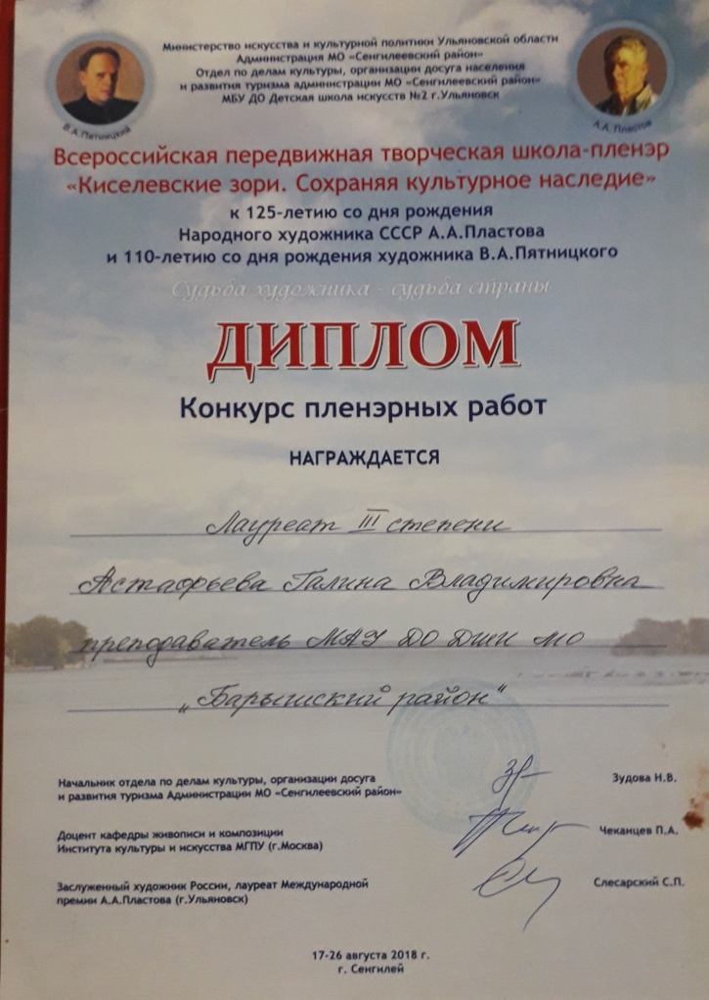 Министерство искусства и культурной политики Ульяновской области
Администрация МО «Сенгилеевский район»
Отдел по делам культуры, организации досуга населения
и развития туризма администрации МО «Сенгилеевский район»
МБУ ДО Детская школа искусств №2 г.Ульяновск
В.А.Пятницкий
А.А. Пластов
Всероссийская передвижная творческая школа-пленэр
«Киселевские зори. Сохраняя культурное наследие»
к 125-летию со дня рождения
Народного художника СССР А.А.Пластова
и 110-летию со дня рождения художника В.А.Пятницкого
Судьба художника - судьба страны
ДИПЛОМ
Конкурс пленэрных работ
НАГРАЖДАЕТСЯ
Лауреат III степени
Астафьева Галина Владимировна
преподаватель МАУ ДО ДШИ МО
„Барышский район"
Начальник отдела по делам культуры, организации досуга
и развития туризма Администрации МО «Сенгилеевский район»
Зудова Н.В.
Доцент кафедры живописи и композиции
Института культуры и искусства МГПУ (г.Москва)
Чеканцев П.А.
Заслуженный художник России, лауреат Международной
премии А.А.Пластова (г.Ульяновск)
Слесарский С.П.
17-26 августа 2018 г.
г. Сенгилей